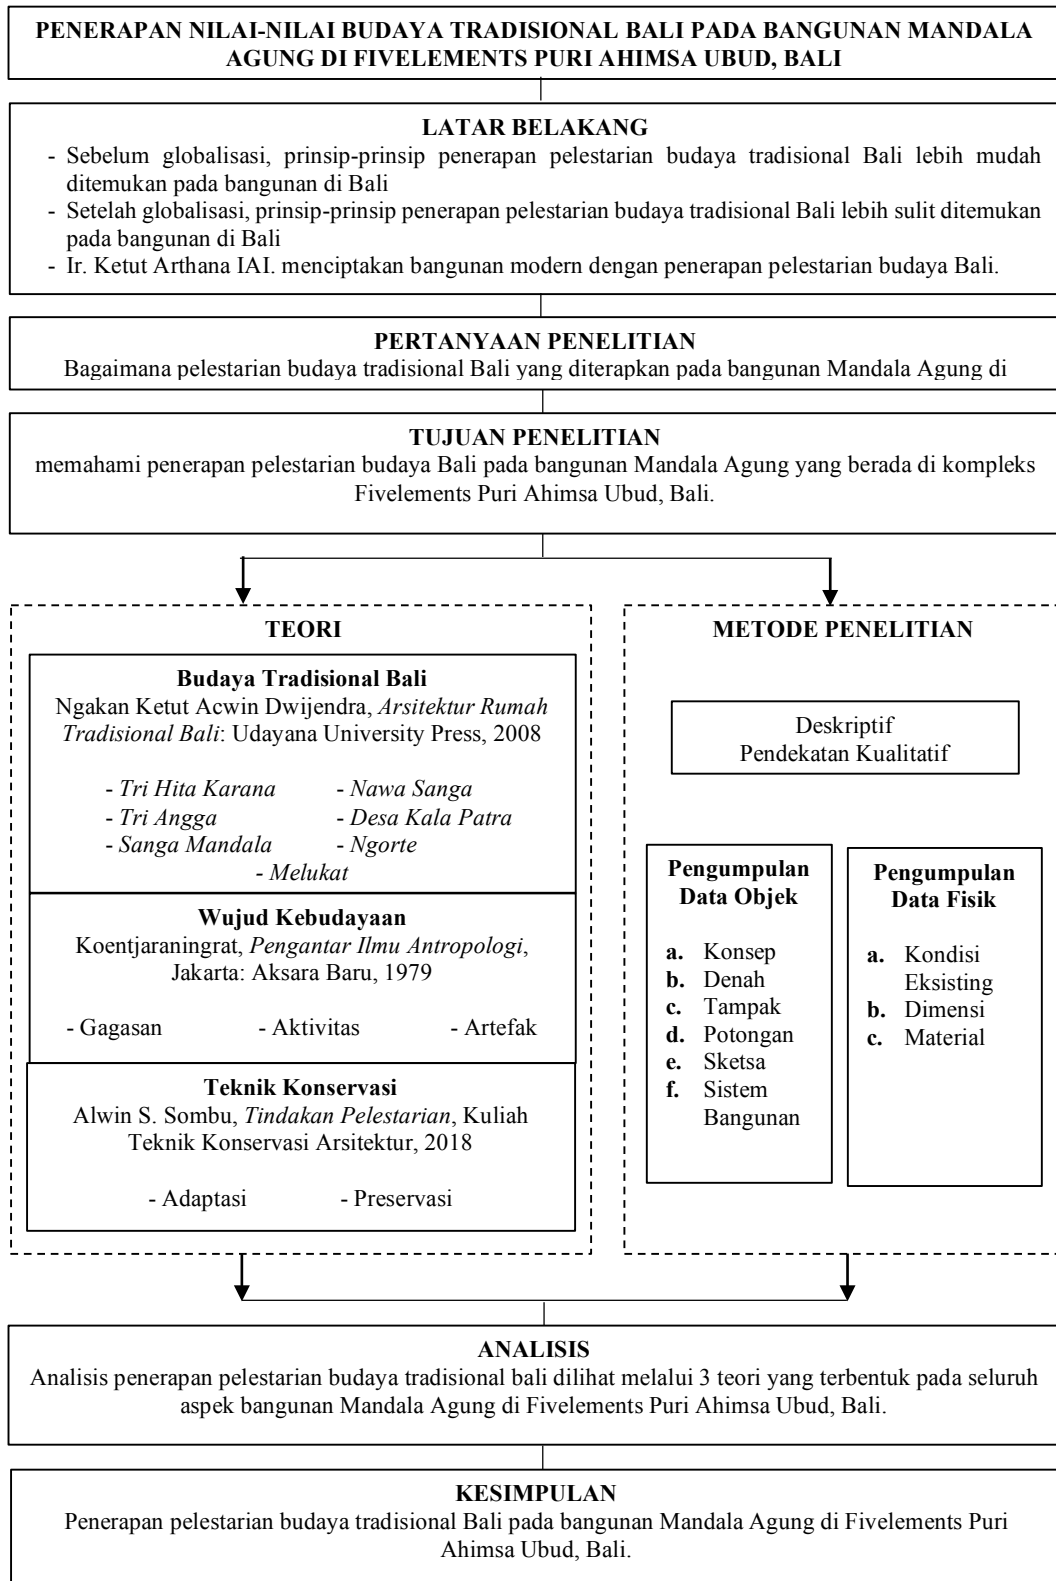 PENERAPAN NILAI-NILAI BUDAYA TRADISIONAL BALI PADA BANGUNAN MANDALA
AGUNG DI FIVELEMENTS PURI AHIMSA UBUD, BALI
LATAR BELAKANG
- Sebelum globalisasi, prinsip-prinsip penerapan pelestarian budaya tradisional Bali lebih mudah
ditemukan pada bangunan di Bali
- Setelah globalisasi, prinsip-prinsip penerapan pelestarian budaya tradisional Bali lebih sulit ditemukan
pada bangunan di Bali
- Ir. Ketut Arthana IAI. menciptakan bangunan modern dengan penerapan pelestarian budaya Bali.
PERTANYAAN PENELITIAN
Bagaimana pelestarian budaya tradisional Bali yang diterapkan pada bangunan Mandala Agung di
TUJUAN PENELITIAN
memahami penerapan pelestarian budaya Bali pada bangunan Mandala Agung yang berada di kompleks
Fivelements Puri Ahimsa Ubud, Bali.
TEORI
Budaya Tradisional Bali
Ngakan Ketut Acwin Dwijendra, Arsitektur Rumah
Tradisional Bali: Udayana University Press, 2008
- Tri Hita Karana - Nawa Sanga
- Tri Angga - Desa Kala Patra
- Sanga Mandala - Ngorte
- Melukat
Wujud Kebudayaan
Koentjaraningrat, Pengantar Ilmu Antropologi,
Jakarta: Aksara Baru, 1979
- Gagasan - Aktivitas - Artefak
Teknik Konservasi
Alwin S. Sombu, Tindakan Pelestarian, Kuliah
Teknik Konservasi Arsitektur, 2018
- Adaptasi - Preservasi
METODE PENELITIAN
Deskriptif
Pendekatan Kualitatif
Pengumpulan
Data Objek
a. Konsep
b. Denah
c. Tampak
d. Potongan
e. Sketsa
f. Sistem
Bangunan
Pengumpulan
Data Fisik
a. Kondisi
Eksisting
b. Dimensi
c. Material
ANALISIS
Analisis penerapan pelestarian budaya tradisional bali dilihat melalui 3 teori yang terbentuk pada seluruh
aspek bangunan Mandala Agung di Fivelements Puri Ahimsa Ubud, Bali.
KESIMPULAN
Penerapan pelestarian budaya tradisional Bali pada bangunan Mandala Agung di Fivelements Puri
Ahimsa Ubud, Bali.